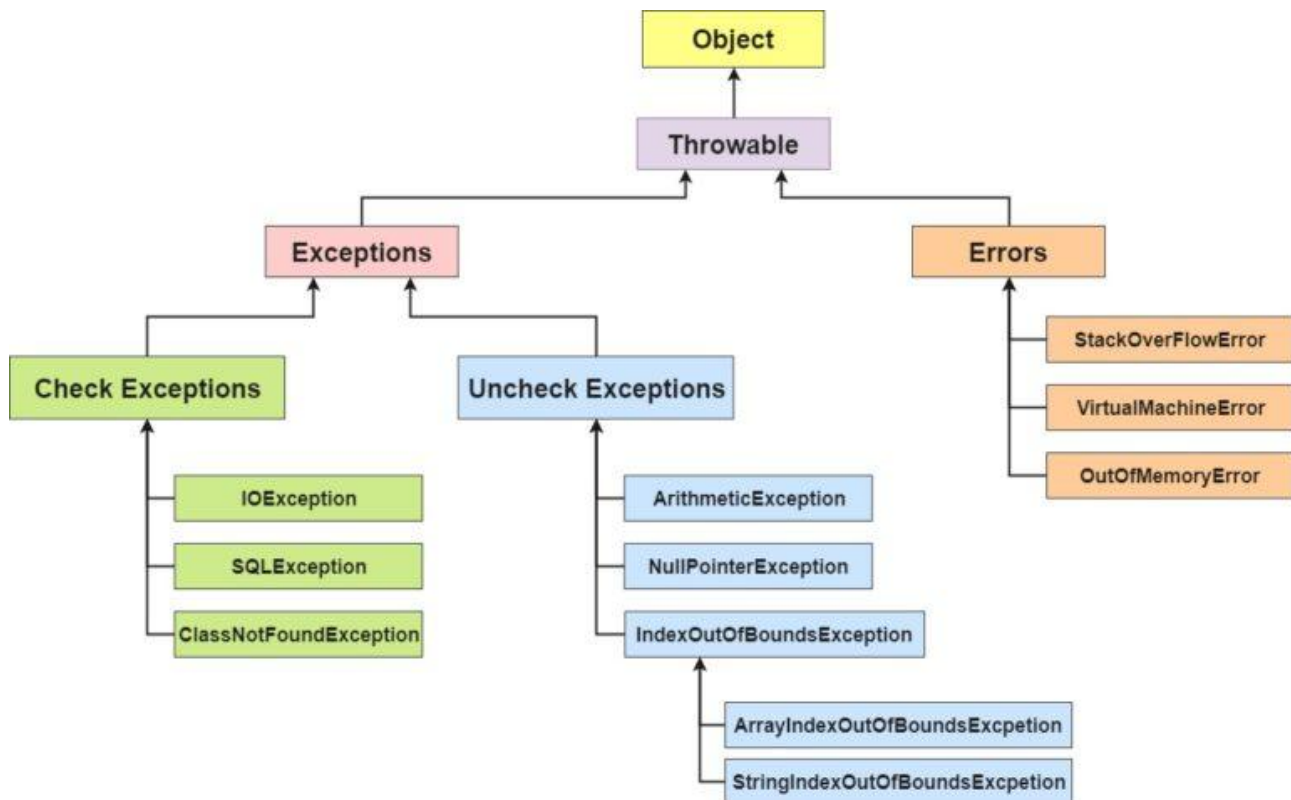 Object
Throwable
Exceptions
Errors
StackOverFlowError
Check Exceptions
Uncheck Exceptions
VirtualMachineError
OutOfMemoryError
IOException
ArithmeticException
SQLException
NullPointerException
ClassNotFoundException
IndexOutOfBoundsException
ArrayIndexOutOfBoundsExcpetion
StringIndexOutOfBoundsExcpetion